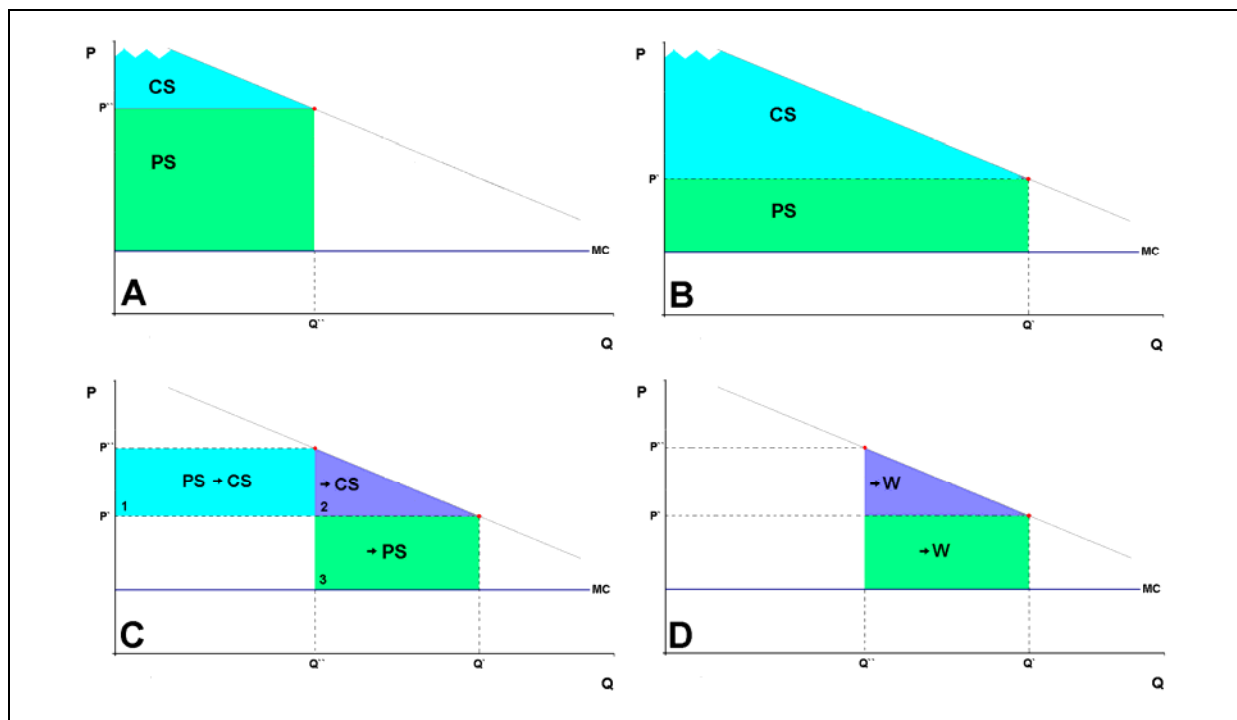 P
CS
P``
PS
MC
A
Q``
Q
P
CS
P`
PS
MC
B
Q`
Q
P
P``
PS → CS
→ CS
1
2
P`
→ PS
3
MC
C
Q``
Q`
Q
P
P``
→ W
P`
→ W
MC
D
Q``
Q`
Q